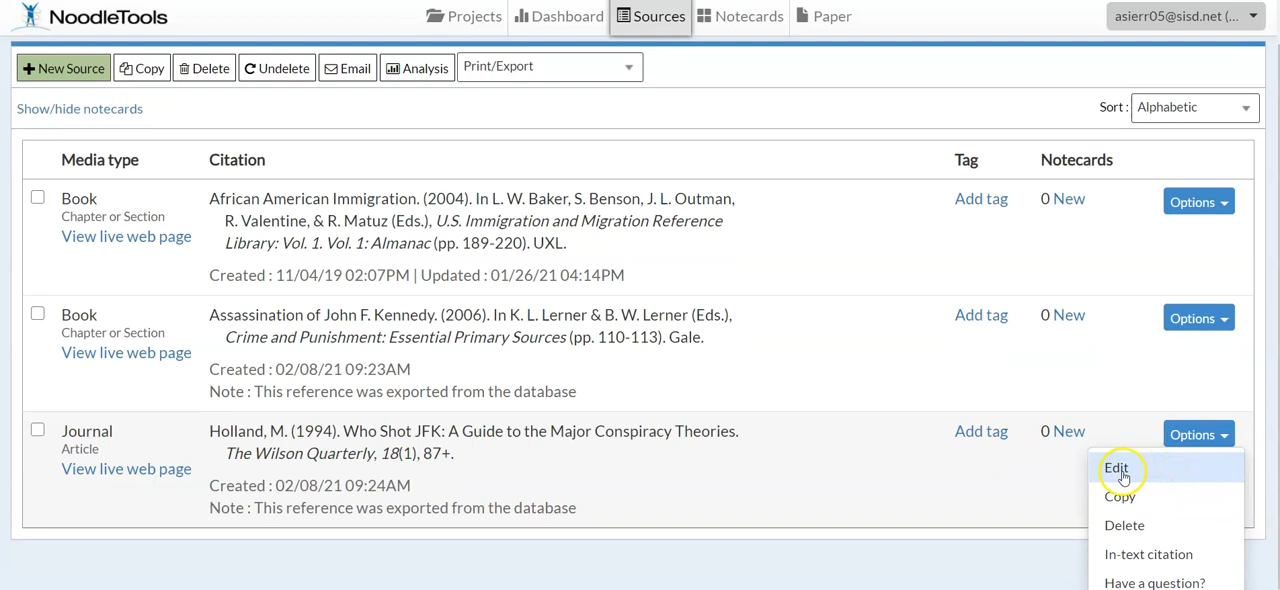 NoodleTools
Projects
Dashboard
Sources
Notecards
Paper
asierr05@sisd.net (...
New Source
Copy
Delete
Undelete
Email
Analysis
Print/Export
Show/hide notecards
Sort : Alphabetic
Media type Citation Tag Notecards
Book
Chapter or Section
View live web page
African American Immigration. (2004). In L. W. Baker, S. Benson, J. L. Outman,
R. Valentine, & R. Matuz (Eds.), U.S. Immigration and Migration Reference
Library: Vol. 1. Vol. 1: Almanac (pp. 189-220). UXL.
Created : 11/04/19 02:07PM | Updated : 01/26/21 04:14PM
Add tag
0 New
Options
Book
Chapter or Section
View live web page
Assassination of John F. Kennedy. (2006). In K. L. Lerner & B. W. Lerner (Eds.),
Crime and Punishment: Essential Primary Sources (pp. 110-113). Gale.
Created : 02/08/21 09:23AM
Note : This reference was exported from the database
Add tag
0 New
Options
Journal
Article
View live web page
Holland, M. (1994). Who Shot JFK: A Guide to the Major Conspiracy Theories.
The Wilson Quarterly, 18(1), 87+.
Created : 02/08/21 09:24AM
Note : This reference was exported from the database
Add tag
0 New
Options
Edit
Copy
Delete
In-text citation
Have a question?